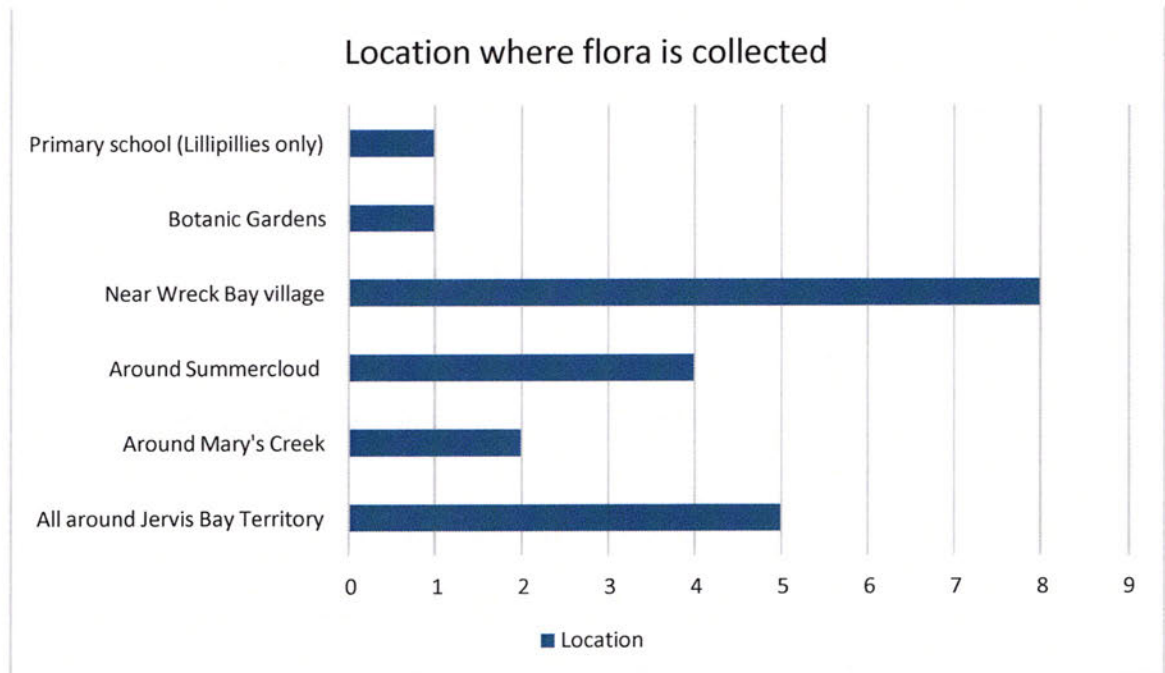 Location where flora is collected
Primary school (Lillipillies only)
Botanic Gardens
Near Wreck Bay village
Around Summercloud
Around Mary's Creek
All around Jervis Bay Territory
0 1 2 3 4 5 6 7 8 9
Location